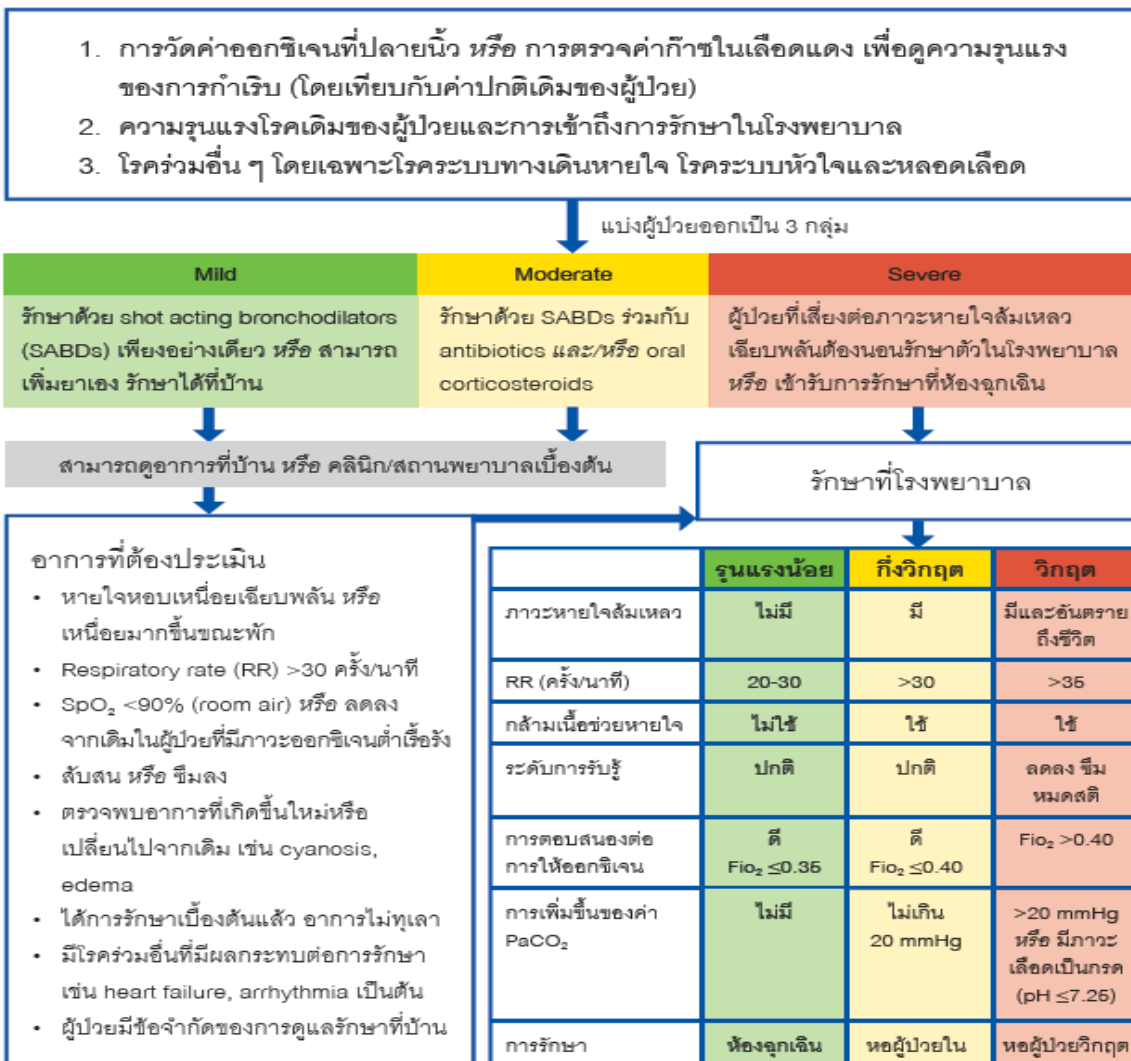 1. การวัดค่าออกซิเจนที่ปลายนิ้ว หรือ การตรวจค่าก๊าซในเลือดแดง เพื่อดูความรุนแรง
ของการกำเริบ (โดยเทียบกับค่าปกติเดิมของผู้ป่วย)
2. ความรุนแรงโรคเดิมของผู้ป่วยและการเข้าถึงการรักษาในโรงพยาบาล
3. โรคร่วมอื่น ๆ โดยเฉพาะโรคระบบทางเดินหายใจ โรคระบบหัวใจและหลอดเลือด
แบ่งผู้ป่วยออกเป็น 3 กลุ่ม
Mild
รักษาด้วย shot acting bronchodilators
(SABDs) เพียงอย่างเดียว หรือ สามารถ
เพิ่มยาเอง รักษาได้ที่บ้าน
Moderate
รักษาด้วย SABDs ร่วมกับ
antibiotics และ/หรือ oral
corticosteroids
Severe
ผู้ป่วยที่เสี่ยงต่อภาวะหายใจล้มเหลว
เฉียบพลันต้องนอนรักษาตัวในโรงพยาบาล
หรือ เข้ารับการรักษาที่ห้องฉุกเฉิน
สามารถดูอาการที่บ้าน หรือ คลินิก/สถานพยาบาลเบื้องต้น
รักษาที่โรงพยาบาล
อาการที่ต้องประเมิน
• หายใจหอบเหนื่อยเฉียบพลัน หรือ
เหนื่อยมากขึ้นขณะพัก
• Respiratory rate (RR) >30 ครั้ง/นาที
• SpO₂ <90% (room air) หรือ ลดลง
จากเดิมในผู้ป่วยที่มีภาวะออกซิเจนต่ำเรื้อรัง
• สับสน หรือ ซึมลง
• ตรวจพบอาการที่เกิดขึ้นใหม่หรือ
เปลี่ยนไปจากเดิม เช่น cyanosis,
edema
• ได้การรักษาเบื้องต้นแล้ว อาการไม่ทุเลา
• มีโรคร่วมอื่นที่มีผลกระทบต่อการรักษา
เช่น heart failure, arrhythmia เป็นต้น
• ผู้ป่วยมีข้อจำกัดของการดูแลรักษาที่บ้าน
รุนแรงน้อย กึ่งวิกฤต วิกฤต
ภาวะหายใจล้มเหลว ไม่มี มี มีและอันตราย
ถึงชีวิต
RR (ครั้ง/นาที) 20-30 >30 >35
กล้ามเนื้อช่วยหายใจ ไม่ใช้ ใช้ ใช้
ระดับการรับรู้ ปกติ ปกติ ลดลง ซึม
หมดสติ
การตอบสนองต่อ ดี ดี Fio₂ >0.40
การให้ออกซิเจน Fio₂ ≤0.35 Fio₂ ≤0.40
การเพิ่มขึ้นของค่า ไม่มี ไม่เกิน >20 mmHg
PaCO₂ 20 mmHg หรือ มีภาวะ
เลือดเป็นกรด
(pH ≤7.25)
การรักษา ห้องฉุกเฉิน หอผู้ป่วยใน หอผู้ป่วยวิกฤต